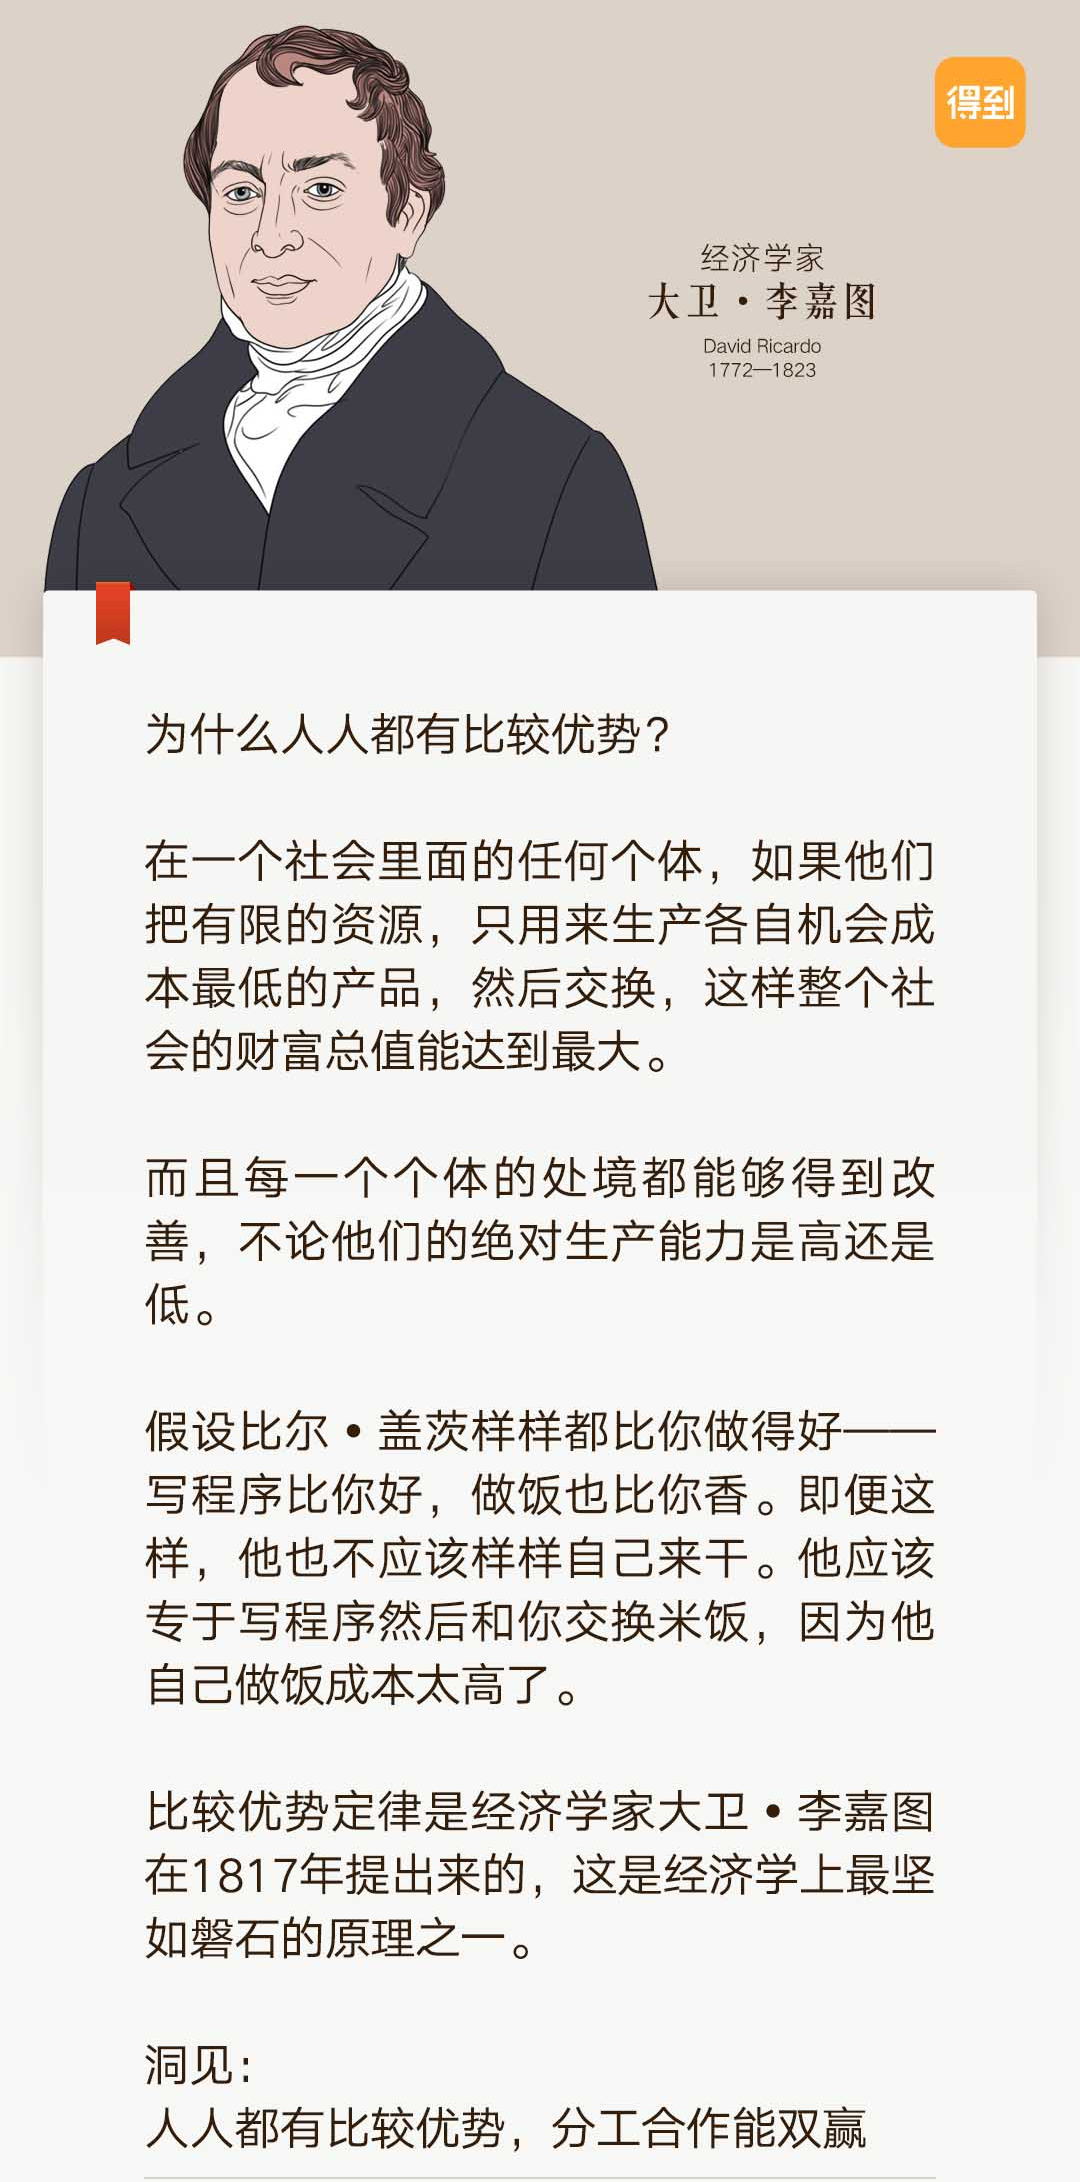 得到
经济学家
大卫·李嘉图
David Ricardo
1772—1823
为什么人人都有比较优势？
在一个社会里面的任何个体，如果他们
把有限的资源，只用来生产各自机会成
本最低的产品，然后交换，这样整个社
会的财富总值能达到最大。
而且每一个个体的处境都能够得到改
善，不论他们的绝对生产能力是高还是
低。
假设比尔•盖茨样样都比你做得好——
写程序比你好，做饭也比你香。即便这
样，他也不应该样样自己来干。他应该
专于写程序然后和你交换米饭，因为他
自己做饭成本太高了。
比较优势定律是经济学家大卫•李嘉图
在1817年提出来的，这是经济学上最坚
如磐石的原理之一。
洞见：
人人都有比较优势，分工合作能双赢